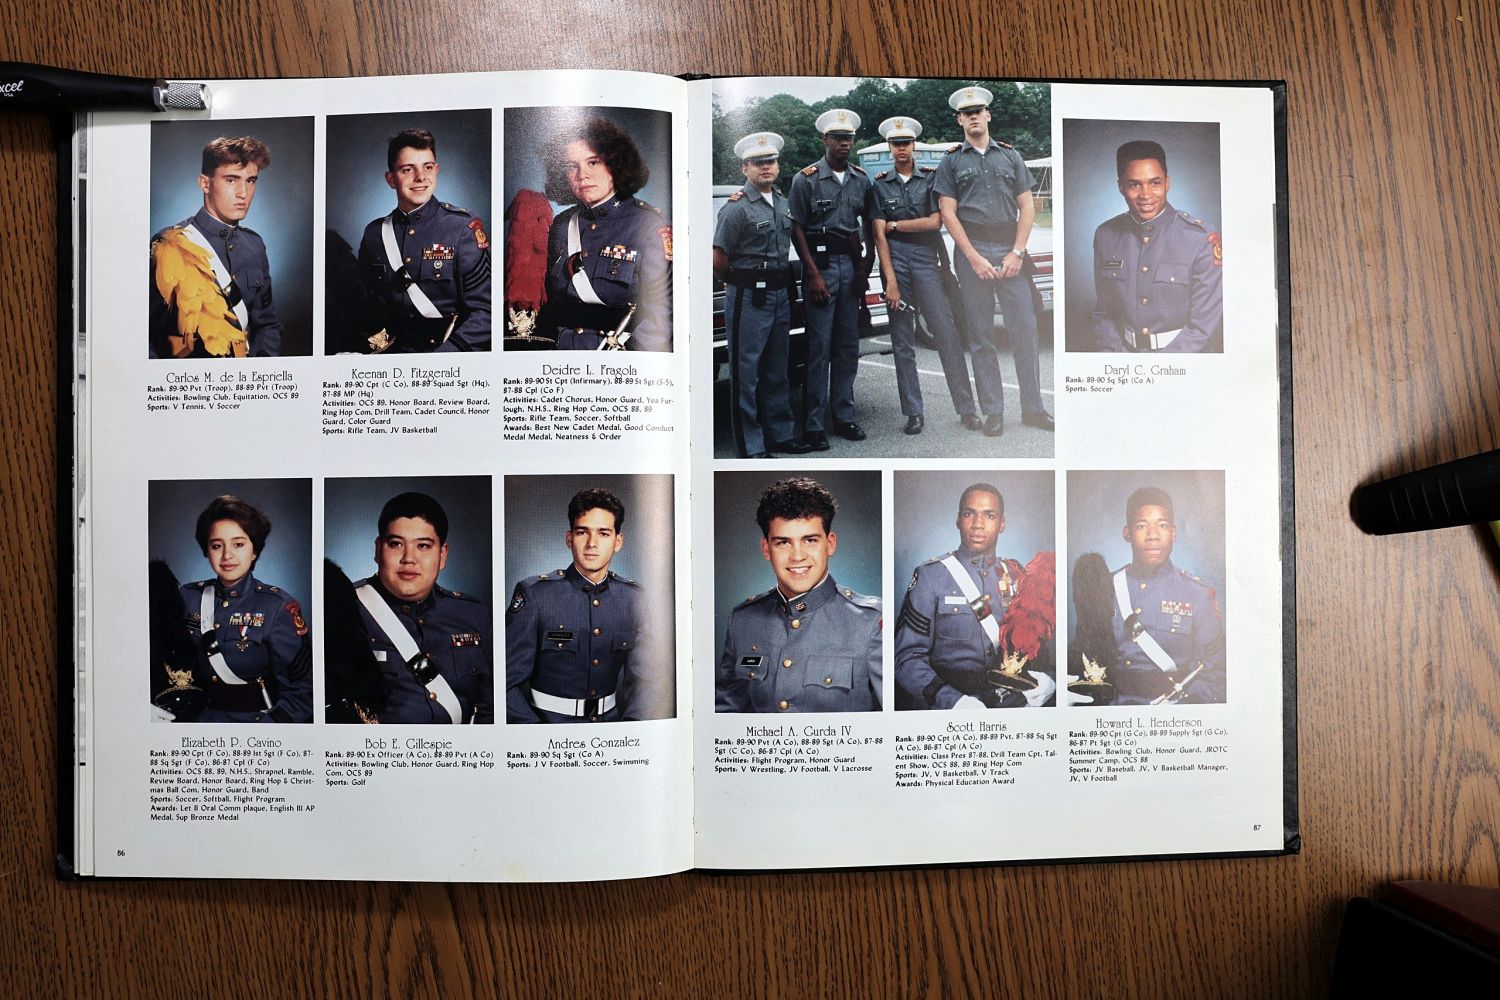 xcel
USA
Carlos M. de la Espriella
Rank: 89-90 Pvt (Troop), 88-89 Pvt (Troop)
Activities: Bowling Club, Equitation, OCS 89
Sports: V Tennis, V Soccer
Keenan D. Fitzgerald
Rank: 89-90 Cpt (C Co), 88-89 Squad Sgt (Hq),
87-88 MP (Hq)
Activities: OCS 89, Honor Board, Review Board,
Ring Hop Com, Drill Team, Cadet Council, Honor
Guard, Color Guard
Sports: Rifle Team, JV Basketball
Deidre L. Fragola
Rank: 89-90 St Cpt (Infirmary), 88-89 St Sgt (S-5),
87-88 Cpl (Co F)
Activities: Cadet Chorus, Honor Guard, Yea Fur-
lough, N.H.S., Ring Hop Com, OCS 88, 89
Sports: Rifle Team, Soccer, Softball
Awards: Best New Cadet Medal, Good Conduct
Medal Medal, Neatness & Order
Elizabeth P. Gavino
Rank: 89-90 Cpt (F Co), 88-89 Ist Sgt (F Co), 87-
88 Sq Sgt (F Co), 86-87 Cpl (F Co)
Activities: OCS 88, 89, N.H.S., Shrapnel, Ramble,
Review Board, Honor Board, Ring Hop & Christ-
mas Ball Com, Honor Guard, Band
Sports: Soccer, Softball, Flight Program
Awards: Let II Oral Comm plaque, English III AP
Medal, Sup Bronze Medal
Bob E. Gillespie
Rank: 89-90 Ex Officer (A Co), 88-89 Pvt (A Co)
Activities: Bowling Club, Honor Guard, Ring Hop
Com, OCS 89
Sports: Golf
Andres Gonzalez
Rank: 89-90 Sq Sgt (Co A)
Sports: J V Football, Soccer, Swimming
86
Daryl C. Graham
Rank: 89-90 Sq Sgt (Co A)
Sports: Soccer
Michael A. Gurda IV
Rank: 89-90 Pvt (A Co), 88-89 Sgt (A Co), 87-88
Sgt (C Co), 86-87 Cpl (A Co)
Activities: Flight Program, Honor Guard
Sports: V Wrestling, JV Football, V Lacrosse
Scott Harris
Rank: 89-90 Cpt (A Co), 88-89 Pvt, 87-88 Sq Sgt
(A Co), 86-87 Cpl (A Co)
Activities: Class Pres 87-88, Drill Team Cpt, Tal-
ent Show, OCS 88, 89 Ring Hop Com
Sports: JV, V Basketball, V Track
Awards: Physical Education Award
Howard L. Henderson
Rank: 89-90 Cpt (G Co), 88-89 Supply Sgt (G Co),
86-87 Pt Sgt (G Co)
Activities: Bowling Club, Honor Guard, JROTC
Summer Camp, OCS 88
Sports: JV Baseball, JV, V Basketball Manager,
JV, V Football
87